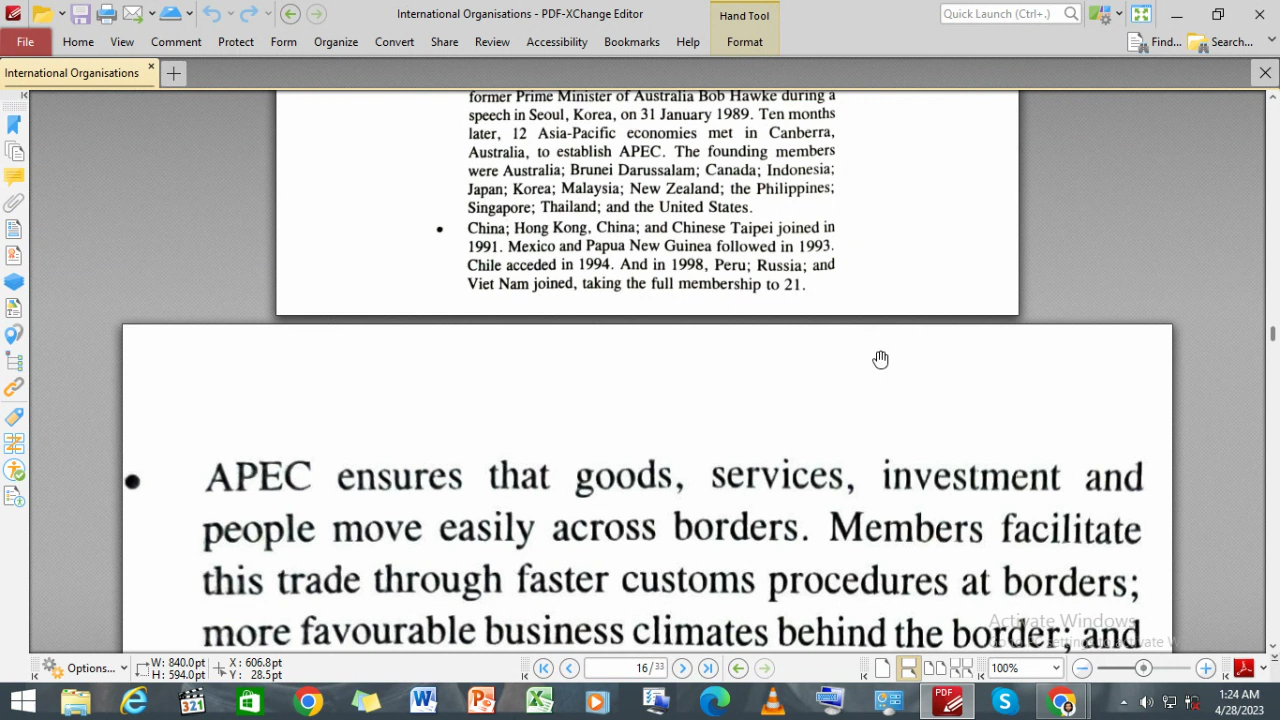 International Organisations - PDF-XChange Editor
Hand Tool
Quick Launch (Ctrl+.)
File
Home
View
Comment
Protect
Form
Organize
Convert
Share
Review
Accessibility
Bookmarks
Help
Format
Find...
Search...
International Organisations
former Prime Minister of Australia Bob Hawke during a
speech in Seoul, Korea, on 31 January 1989. Ten months
later, 12 Asia-Pacific economies met in Canberra,
Australia, to establish APEC. The founding members
were Australia; Brunei Darussalam; Canada; Indonesia;
Japan; Korea; Malaysia; New Zealand; the Philippines;
Singapore; Thailand; and the United States.
• China; Hong Kong, China; and Chinese Taipei joined in
1991. Mexico and Papua New Guinea followed in 1993.
Chile acceded in 1994. And in 1998, Peru; Russia; and
Viet Nam joined, taking the full membership to 21.
• APEC ensures that goods, services, investment and
people move easily across borders. Members facilitate
this trade through faster customs procedures at borders;
more favourable business climates behind the border; and
Activate Windows
Options...
W: 840.0pt
H: 594.0pt
X: 606.8pt
Y: 28.5pt
16 / 33
100%
321
PDF
1:24 AM
4/28/2023